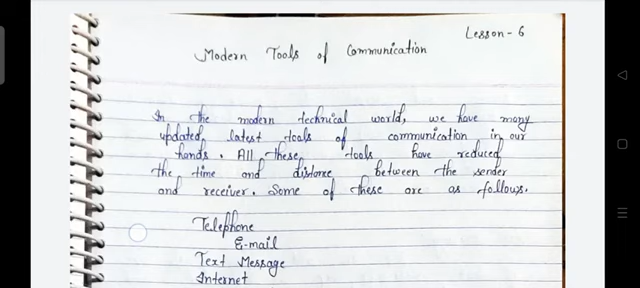 Lesson - 6
Modern Tools of Communication
In the modern technical world, we have many
updated, latest tools of communication in our
hands. All these tools have reduced
the time and distance between the sender
and receiver. Some of these are as follows.
Telephone
E-mail
Text Message
Internet